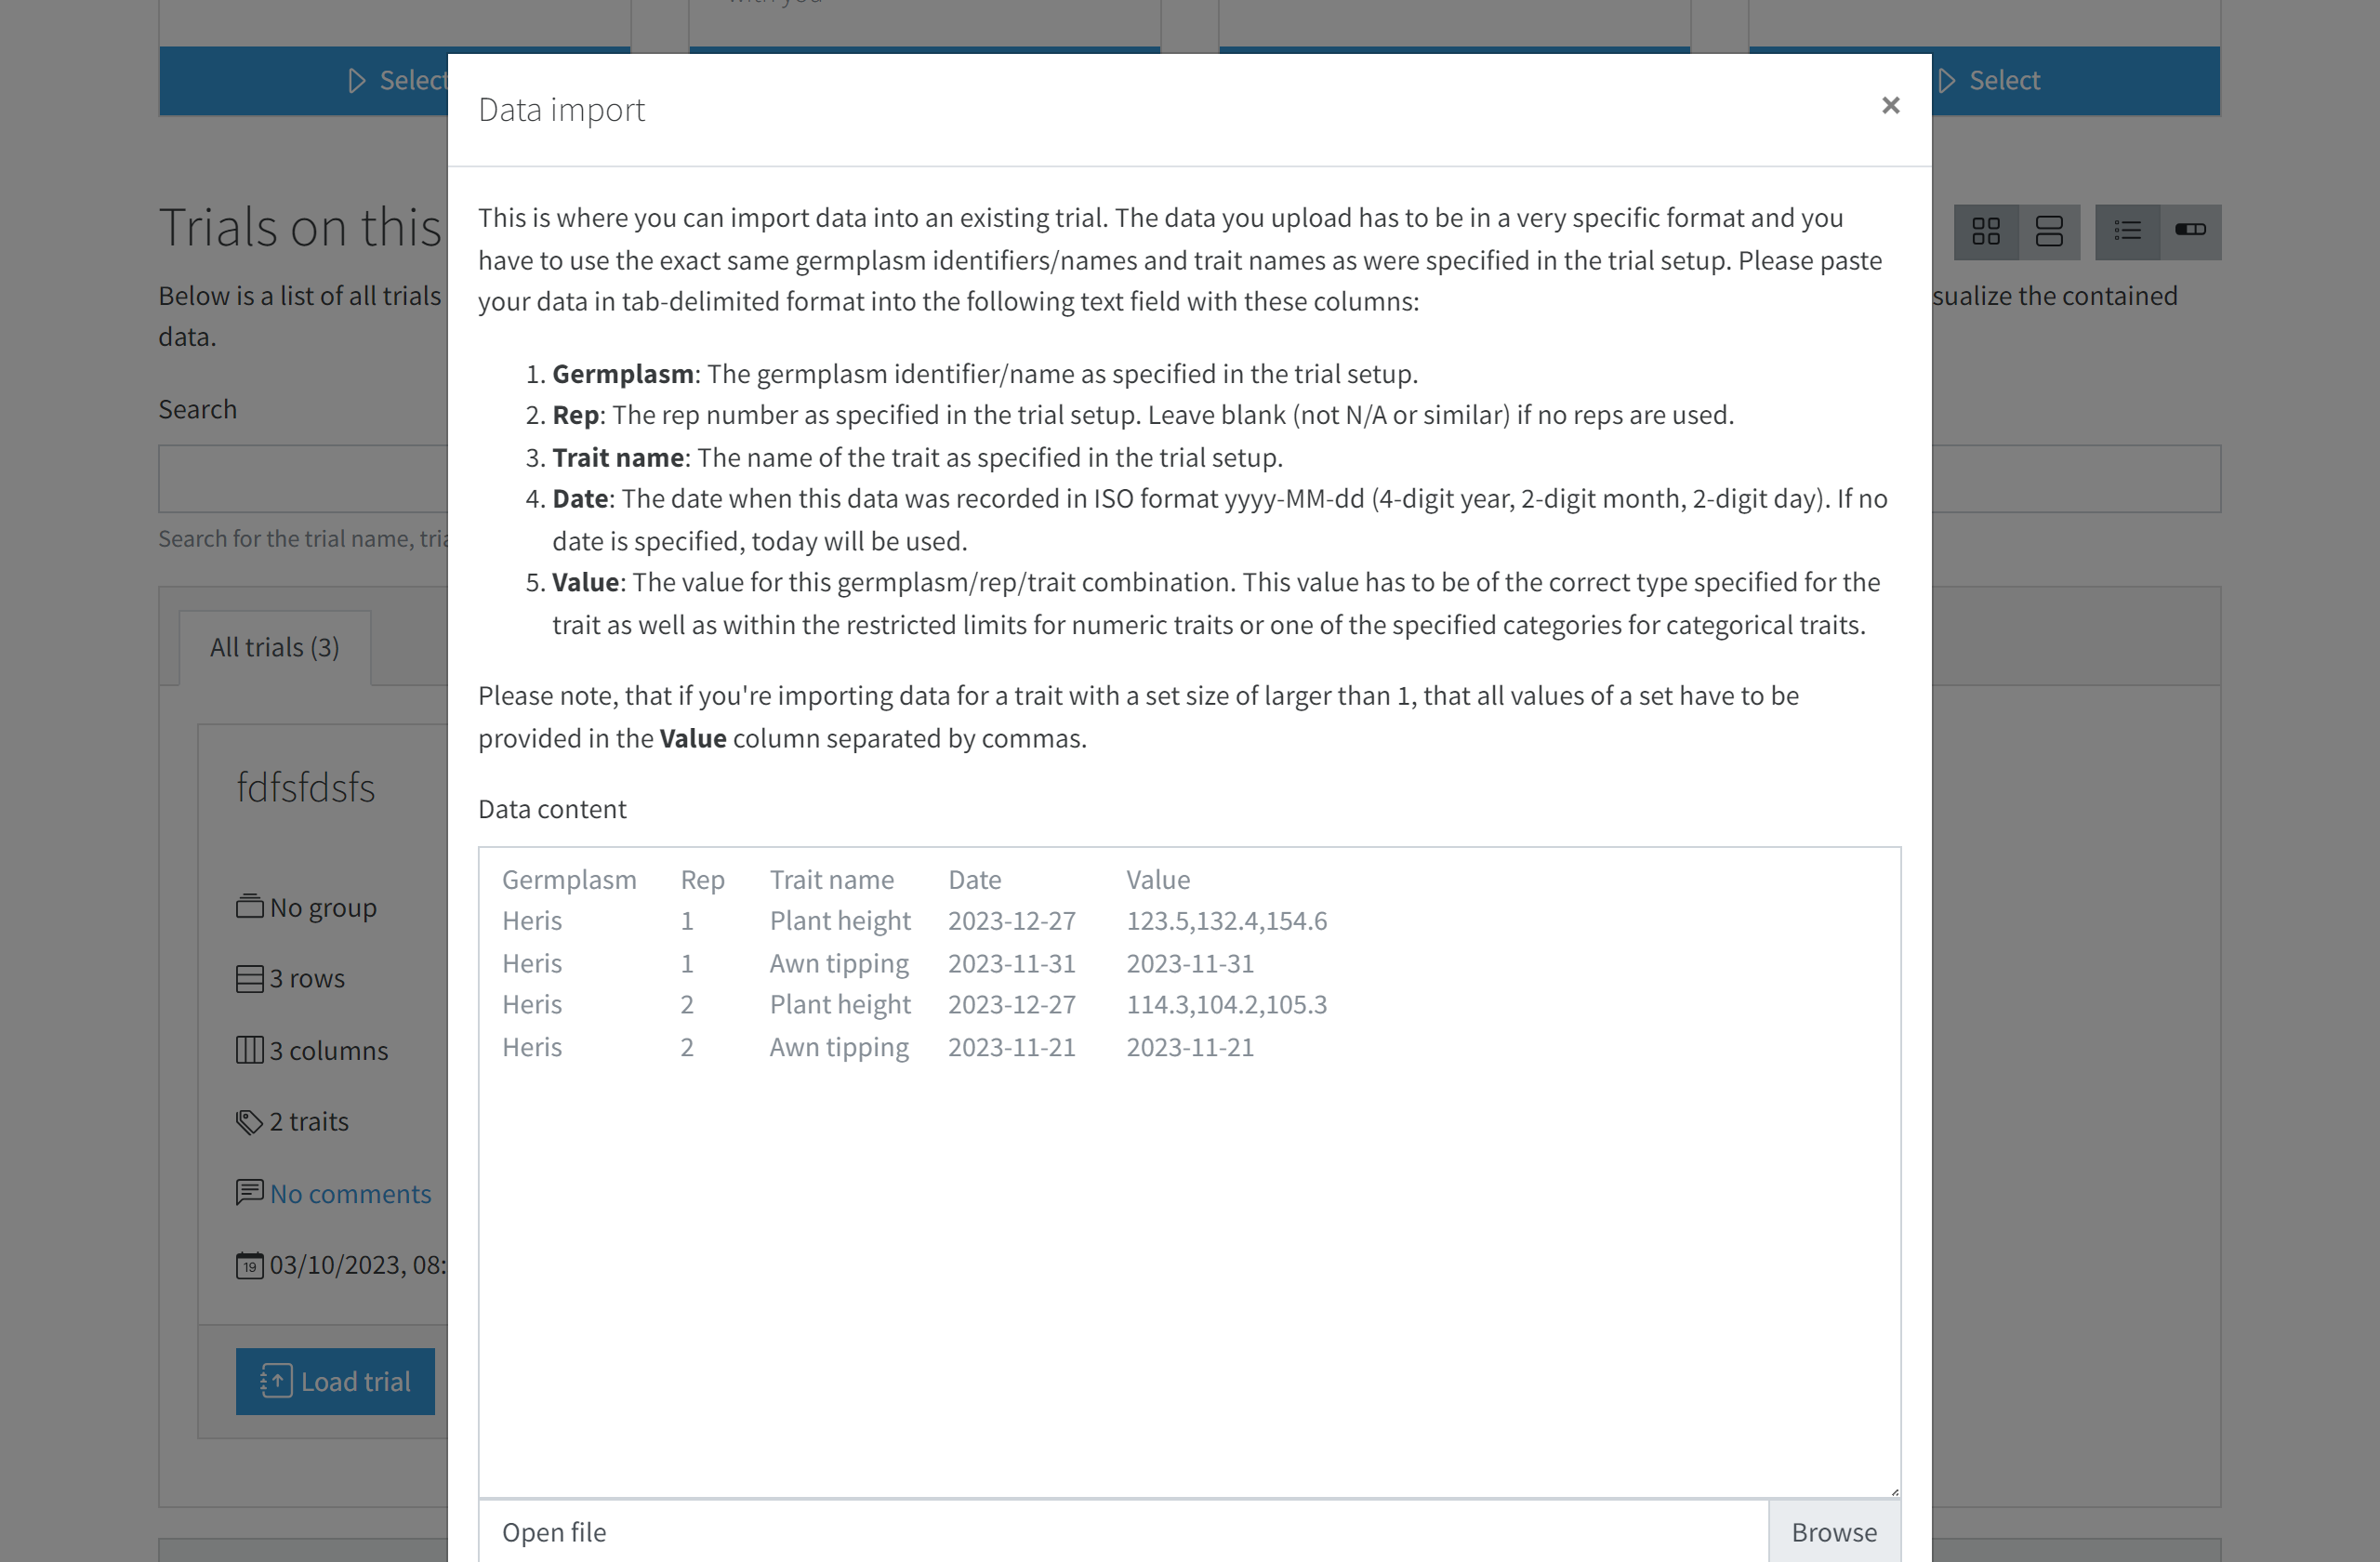 with you
Select
Select
Data import
×
Trials on this
Below is a list of all trials
sualize the contained
data.
Search
Search for the trial name, tria
All trials (3)
fdfsfdsfs
No group
3 rows
3 columns
2 traits
No comments
19 03/10/2023, 08:
Load trial
This is where you can import data into an existing trial. The data you upload has to be in a very specific format and you
have to use the exact same germplasm identifiers/names and trait names as were specified in the trial setup. Please paste
your data in tab-delimited format into the following text field with these columns:
1. Germplasm: The germplasm identifier/name as specified in the trial setup.
2. Rep: The rep number as specified in the trial setup. Leave blank (not N/A or similar) if no reps are used.
3. Trait name: The name of the trait as specified in the trial setup.
4. Date: The date when this data was recorded in ISO format yyyy-MM-dd (4-digit year, 2-digit month, 2-digit day). If no
date is specified, today will be used.
5. Value: The value for this germplasm/rep/trait combination. This value has to be of the correct type specified for the
trait as well as within the restricted limits for numeric traits or one of the specified categories for categorical traits.
Please note, that if you're importing data for a trait with a set size of larger than 1, that all values of a set have to be
provided in the Value column separated by commas.
Data content
Germplasm Rep Trait name Date Value
Heris 1 Plant height 2023-12-27 123.5,132.4,154.6
Heris 1 Awn tipping 2023-11-31 2023-11-31
Heris 2 Plant height 2023-12-27 114.3,104.2,105.3
Heris 2 Awn tipping 2023-11-21 2023-11-21
Open file
Browse